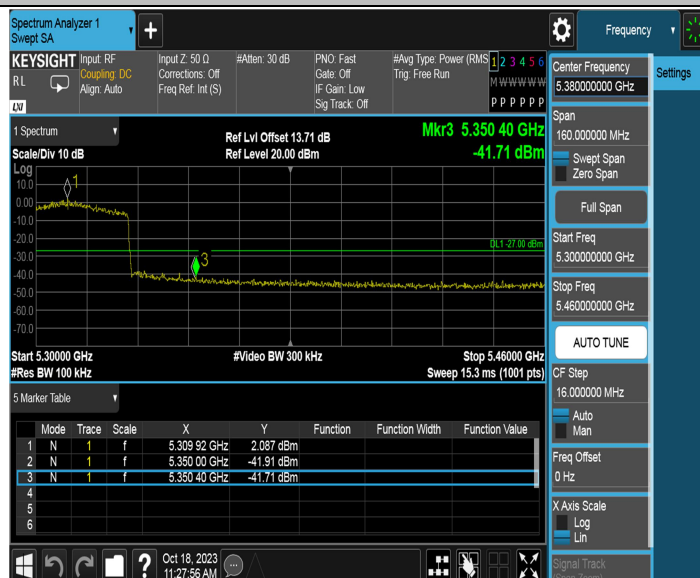 Spectrum Analyzer 1
Swept SA
+
Frequency
KEYSIGHT
RL
LXI
Input: RF
Coupling: DC
Align: Auto
Input Z: 50 Ω
Corrections: Off
Freq Ref: Int (S)
#Atten: 30 dB
PNO: Fast
Gate: Off
IF Gain: Low
Sig Track: Off
#Avg Type: Power (RMS
Trig: Free Run
1 2 3 4 5 6
M W W W W W
P P P P P P
Center Frequency
5.380000000 GHz
Settings
Span
160.000000 MHz
Swept Span
Zero Span
Full Span
Start Freq
5.300000000 GHz
Stop Freq
5.460000000 GHz
AUTO TUNE
CF Step
16.000000 MHz
Auto
Man
Freq Offset
0 Hz
X Axis Scale
Log
Lin
Signal Track
1 Spectrum
Scale/Div 10 dB
Ref Lvl Offset 13.71 dB
Ref Level 20.00 dBm
Mkr3 5.350 40 GHz
-41.71 dBm
Log
10.0
0.00
-10.0
-20.0
-30.0
-40.0
-50.0
-60.0
-70.0
1
3
DL1 -27.00 dBm
Start 5.30000 GHz
#Res BW 100 kHz
#Video BW 300 kHz
Stop 5.46000 GHz
Sweep 15.3 ms (1001 pts)
5 Marker Table
Mode Trace Scale X Y Function Function Width Function Value
1 N 1 f 5.309 92 GHz 2.087 dBm
2 N 1 f 5.350 00 GHz -41.91 dBm
3 N 1 f 5.350 40 GHz -41.71 dBm
4
5
6
?
Oct 18, 2023
11:27:56 AM